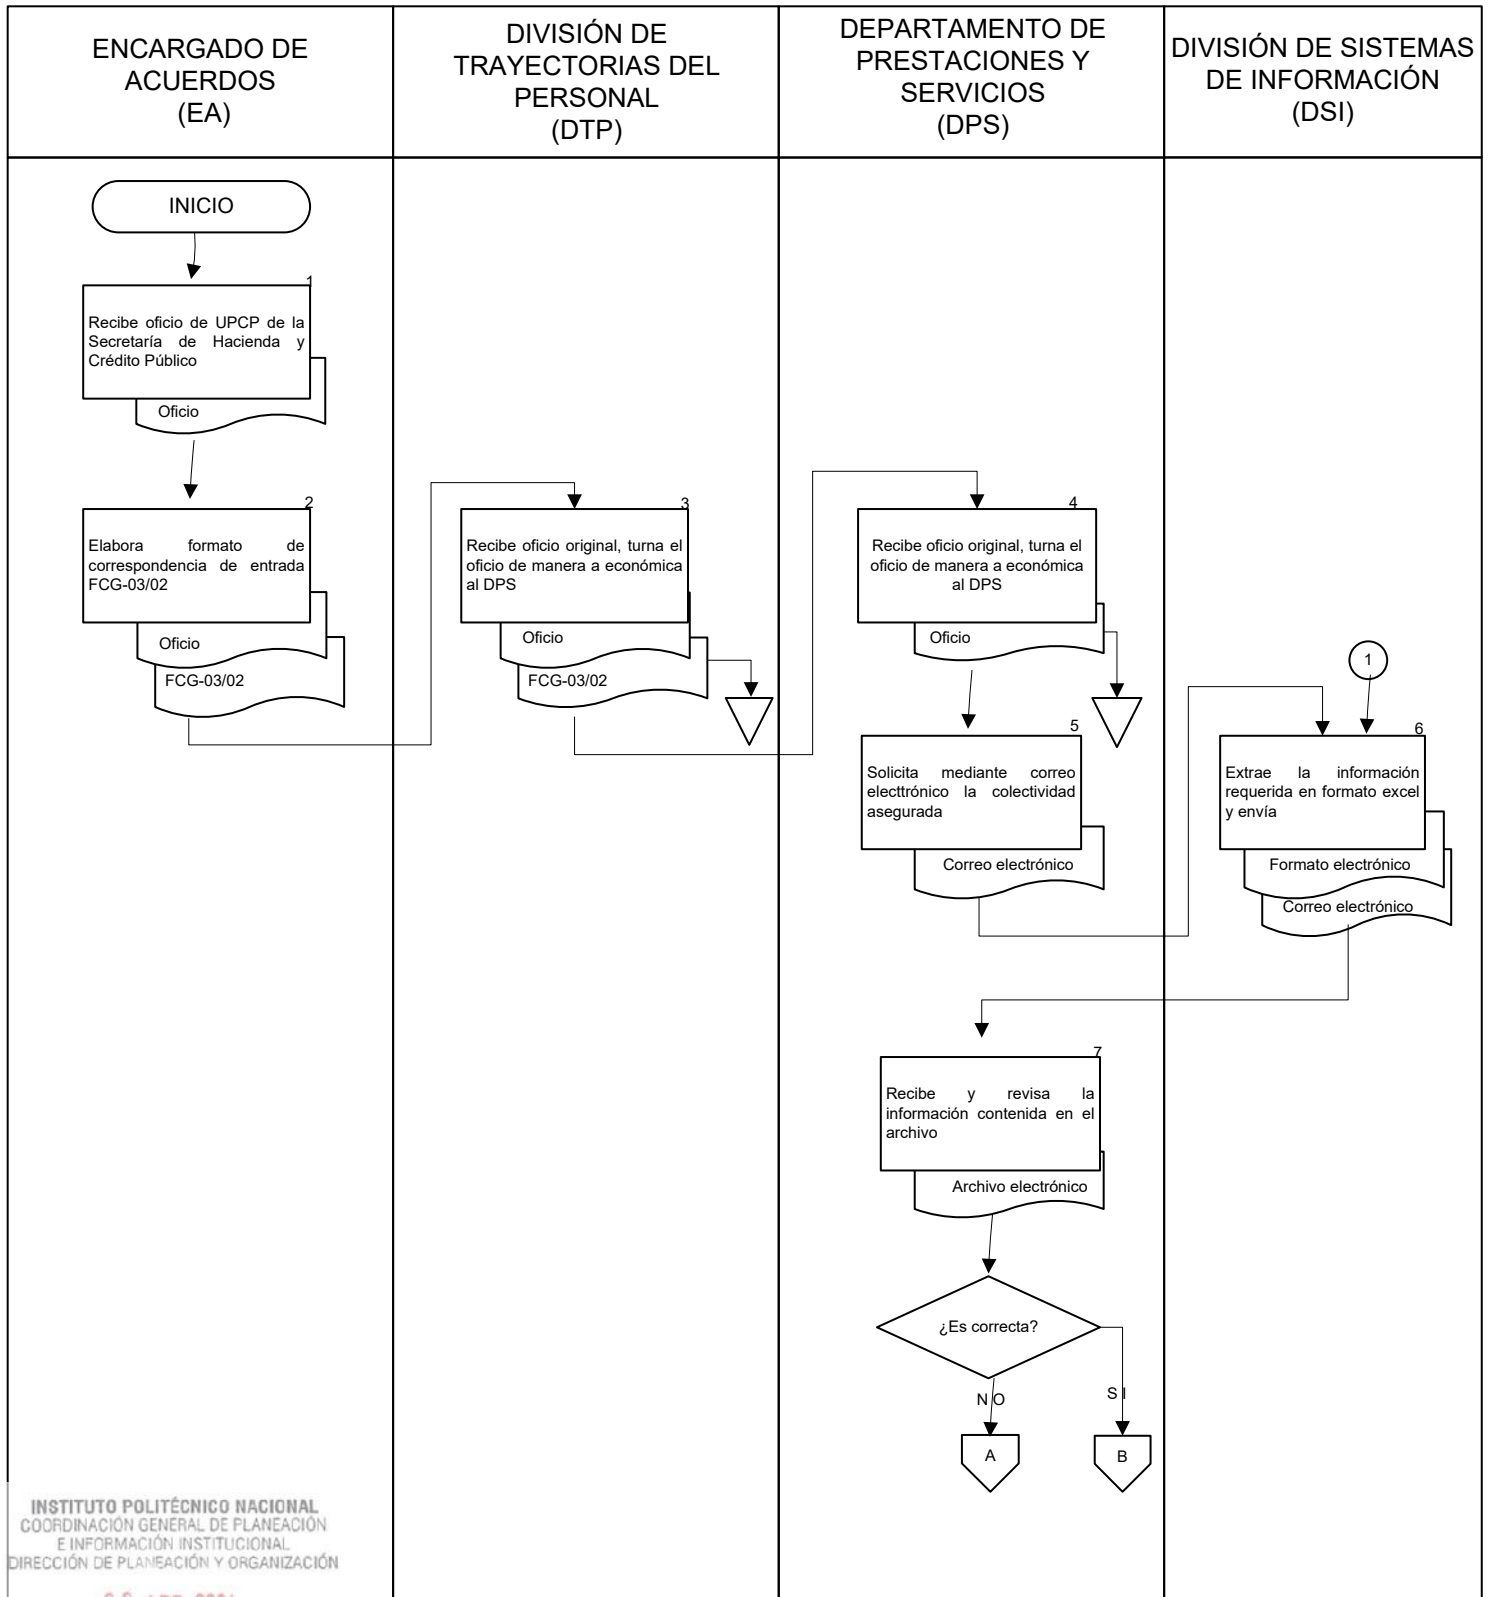 ENCARGADO DE
ACUERDOS
(EA)
DIVISIÓN DE
TRAYECTORIAS DEL
PERSONAL
(DTP)
DEPARTAMENTO DE
PRESTACIONES Y
SERVICIOS
(DPS)
DIVISIÓN DE SISTEMAS
DE INFORMACIÓN
(DSI)
INICIO
1
Recibe oficio de UPCP de la
Secretaría de Hacienda y
Crédito Público
Oficio
2
Elabora formato de
correspondencia de entrada
FCG-03/02
Oficio
FCG-03/02
3
Recibe oficio original, turna el
oficio de manera a económica
al DPS
Oficio
FCG-03/02
4
Recibe oficio original, turna el
oficio de manera a económica
al DPS
Oficio
5
Solicita mediante correo
electtrónico la colectividad
asegurada
Correo electrónico
1
6
Extrae la información
requerida en formato excel
y envía
Formato electrónico
Correo electrónico
7
Recibe y revisa la
información contenida en el
archivo
Archivo electrónico
¿Es correcta?
N O
S I
A
B
INSTITUTO POLITÉCNICO NACIONAL
COORDINACIÓN GENERAL DE PLANEACIÓN
E INFORMACIÓN INSTITUCIONAL
DIRECCIÓN DE PLANEACIÓN Y ORGANIZACIÓN